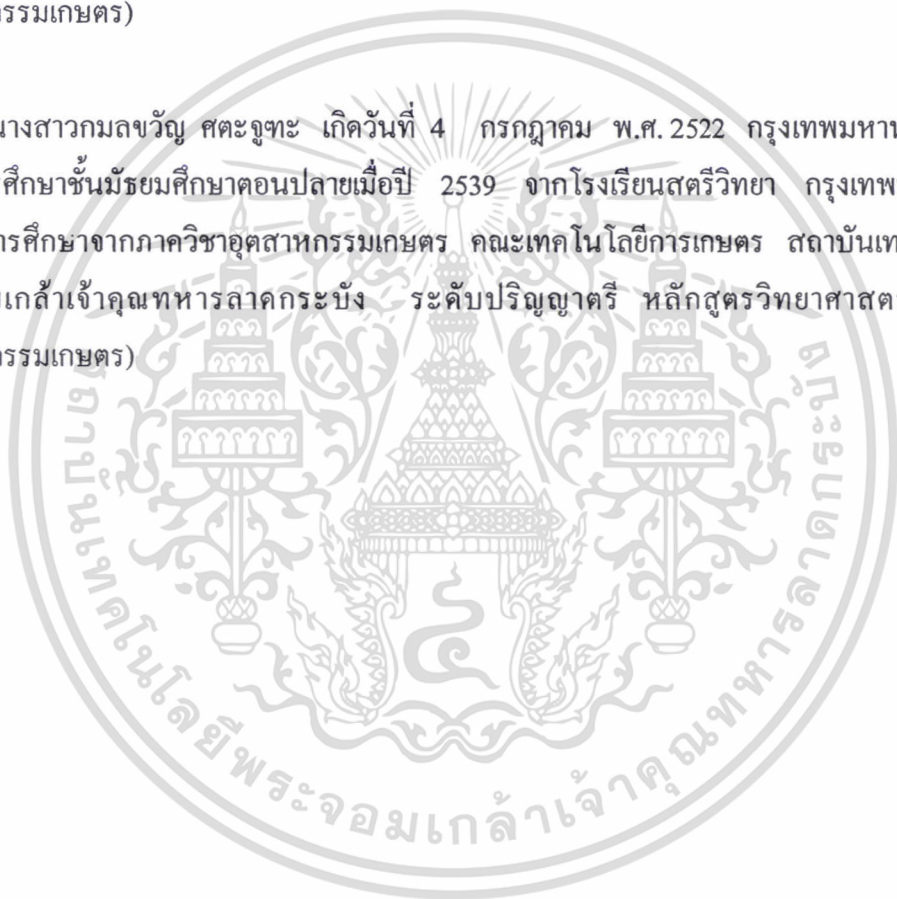 รรมเกษตร)
นางสาวกมลขวัญ ศตะจูฑะ เกิดวันที่ 4 กรกฎาคม พ.ศ. 2522 กรุงเทพมหาน
ศึกษาชั้นมัธยมศึกษาตอนปลายเมื่อปี 2539 จากโรงเรียนสตรีวิทยา กรุงเทพ
ารศึกษาจากภาควิชาอุตสาหกรรมเกษตร คณะเทคโนโลยีการเกษตร สถาบันเท
มเกล้าเจ้าคุณทหารลาดกระบัง ระดับปริญญาตรี หลักสูตรวิทยาศาสต
รรมเกษตร)
สถาบันเทคโนโลยีพระจอมเกล้าเจ้าคุณทหารลาดกระบัง